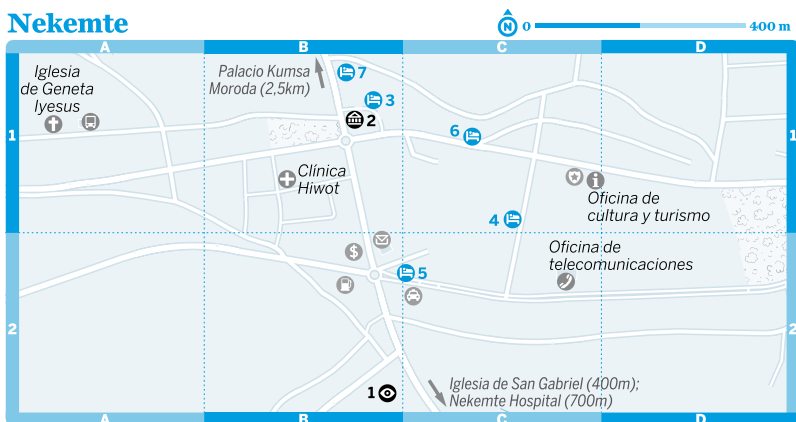 Nekemte
N 0 400 m
A B C D
Iglesia
de Geneta
Iyesus
Palacio Kumsa
Moroda (2,5km)
7
3
2
1 1
6
Clínica
Hiwot
Oficina de
cultura y turismo
4
Oficina de
telecomunicaciones
$
5
2 2
1
Iglesia de San Gabriel (400m);
Nekemte Hospital (700m)
A B C D